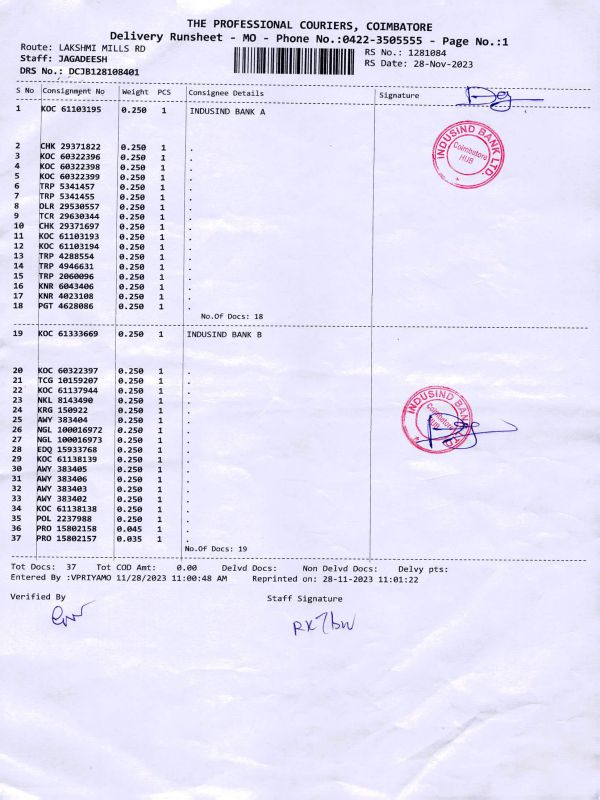 THE PROFESSIONAL COURIERS, COIMBATORE
Delivery Runsheet - MO - Phone No.:0422-3505555 - Page No.:1
Route: LAKSHMI MILLS RD
RS No.: 1281084
Staff: JAGADEESH
RS Date: 28-Nov-2023
DRS No.: DCJB128108401
S No Consignment No Weight PCS Consignee Details Signature
1 KOC 61103195 0.250 1 INDUSIND BANK A
INDUSIND BANK LTD.
Coimbatore
HUB
2 CHK 29371822 0.250 1 .
3 KOC 60322396 0.250 1 .
4 KOC 60322398 0.250 1 .
5 KOC 60322399 0.250 1 .
6 TRP 5341457 0.250 1 .
7 TRP 5341455 0.250 1 .
8 DLR 29530557 0.250 1 .
9 TCR 29630344 0.250 1 .
10 CHK 29371697 0.250 1 .
11 KOC 61103193 0.250 1 .
12 KOC 61103194 0.250 1 .
13 TRP 4288554 0.250 1 .
14 TRP 4946631 0.250 1 .
15 TRP 2060096 0.250 1 .
16 KNR 6043406 0.250 1 .
17 KNR 4023108 0.250 1 .
18 PGT 4628086 0.250 1 .
No.Of Docs: 18
19 KOC 61333669 0.250 1 INDUSIND BANK B
20 KOC 60322397 0.250 1 .
21 TCG 10159207 0.250 1 .
22 KOC 61137944 0.250 1 .
23 NKL 8143490 0.250 1 .
24 KRG 150922 0.250 1 .
25 AWY 383404 0.250 1 .
26 NGL 100016972 0.250 1 .
27 NGL 100016973 0.250 1 .
28 EDQ 15933768 0.250 1 .
29 KOC 61138139 0.250 1 .
30 AWY 383405 0.250 1 .
31 AWY 383406 0.250 1 .
32 AWY 383403 0.250 1 .
33 AWY 383402 0.250 1 .
34 KOC 61138138 0.250 1 .
35 POL 2237988 0.250 1 .
36 PRO 15802158 0.045 1 .
37 PRO 15802157 0.035 1 .
INDUSIND BANK LTD
Coimbatore
HUB
No.Of Docs: 19
Tot Docs: 37 Tot COD Amt: 0.00 Delvd Docs: Non Delvd Docs: Delvy pts:
Entered By :VPRIYAMO 11/28/2023 11:00:48 AM Reprinted on: 28-11-2023 11:01:22
Verified By Staff Signature